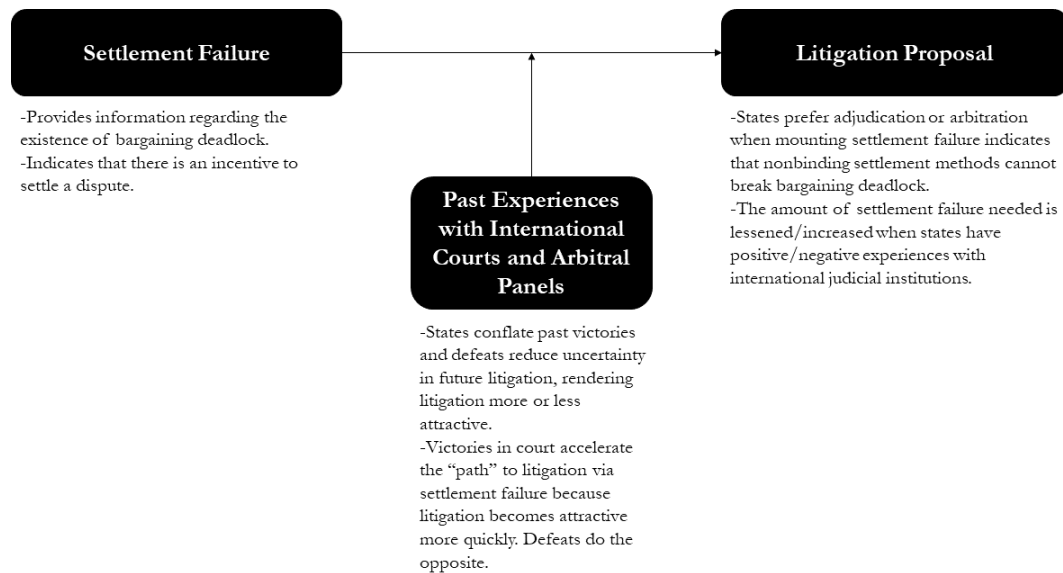 Settlement Failure
-Provides information regarding the
existence of bargaining deadlock.
-Indicates that there is an incentive to
settle a dispute.
Past Experiences
with International
Courts and Arbitral
Panels
-States conflate past victories
and defeats reduce uncertainty
in future litigation, rendering
litigation more or less
attractive.
-Victories in court accelerate
the “path” to litigation via
settlement failure because
litigation becomes attractive
more quickly. Defeats do the
opposite.
Litigation Proposal
-States prefer adjudication or arbitration
when mounting settlement failure indicates
that nonbinding settlement methods cannot
break bargaining deadlock.
-The amount of settlement failure needed is
lessened/increased when states have
positive/negative experiences with
international judicial institutions.